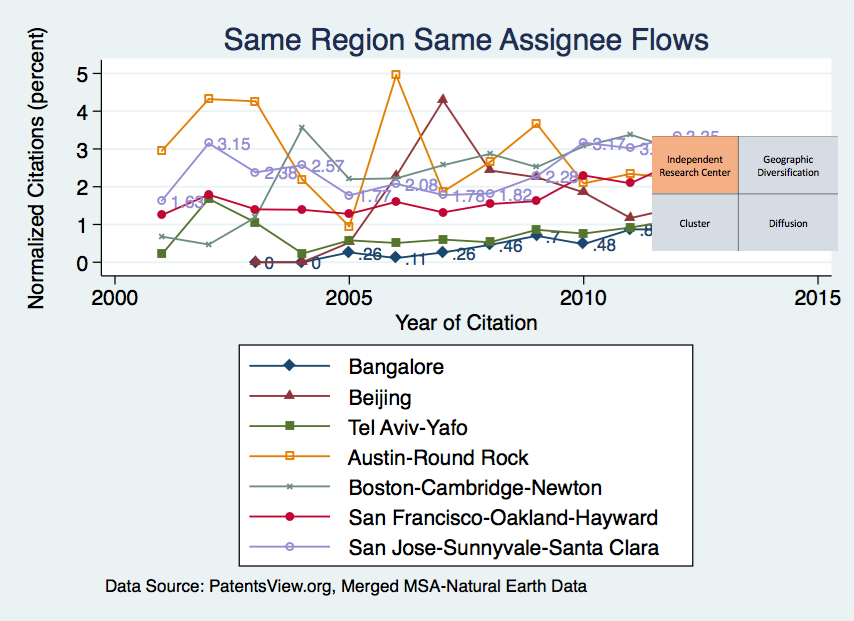 Same Region Same Assignee Flows
Normalized Citations (percent)
5
4
3
2
1
0
1.63
3.15
2.38
2.57
1.77
2.08
1.78
1.82
2.28
3.17
3.
3.25
0
0
.26
.11
.26
.46
.7
.48
.8
Independent
Research Center
Geographic
Diversification
Cluster
Diffusion
2000
2005
2010
2015
Year of Citation
Bangalore
Beijing
Tel Aviv-Yafo
Austin-Round Rock
Boston-Cambridge-Newton
San Francisco-Oakland-Hayward
San Jose-Sunnyvale-Santa Clara
Data Source: PatentsView.org, Merged MSA-Natural Earth Data